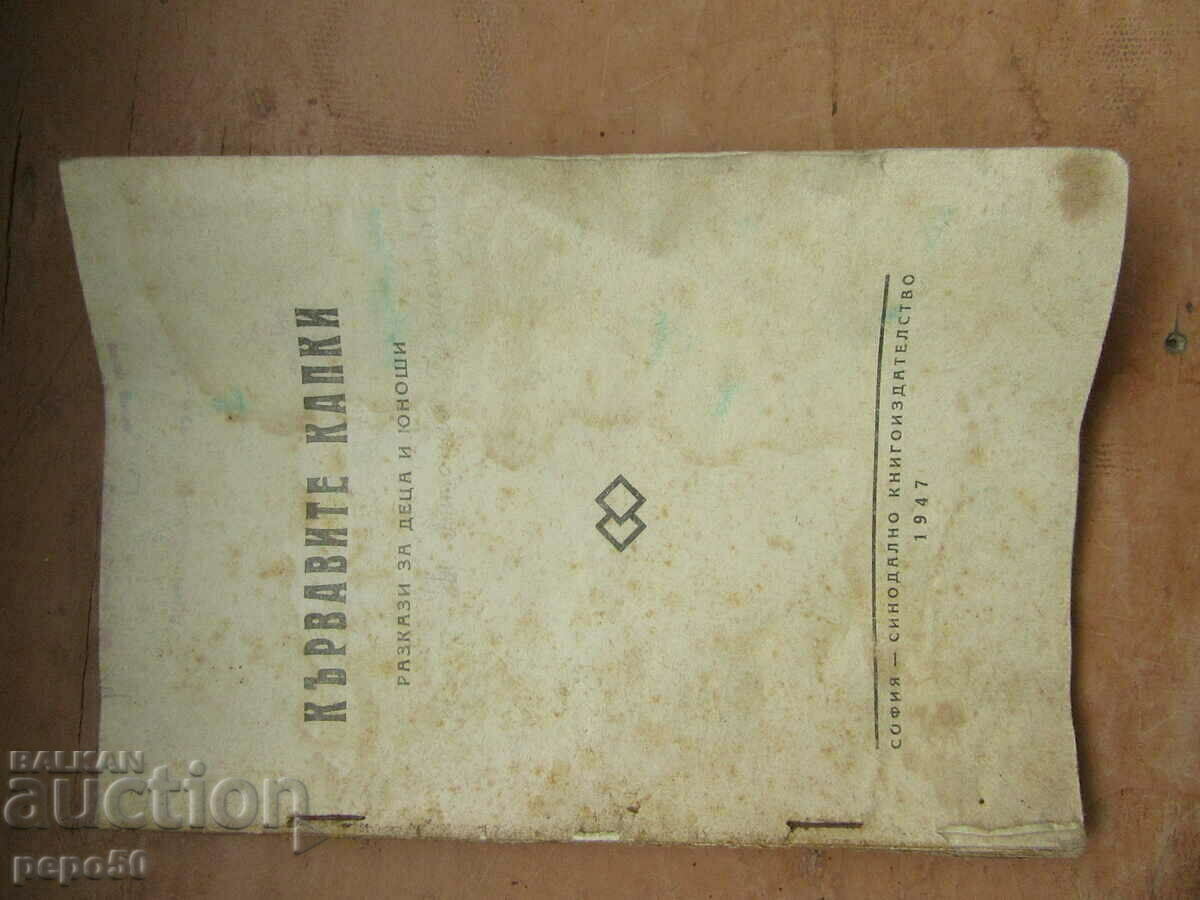 КЪРВАВИТЕ КАПКИ
РАЗКАЗИ ЗА ДЕЦА И ЮНОШИ
СОФИЯ — СИНОДАЛНО КНИГОИЗДАТЕЛСТВО
1947
BALKAN
auction
pepo50